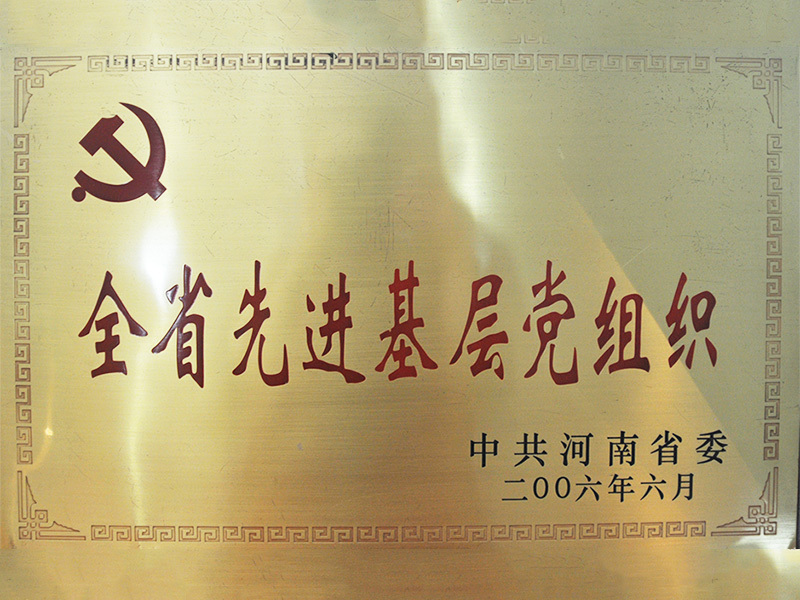 全省先进基层党组织
中共河南省委
二00六年六月